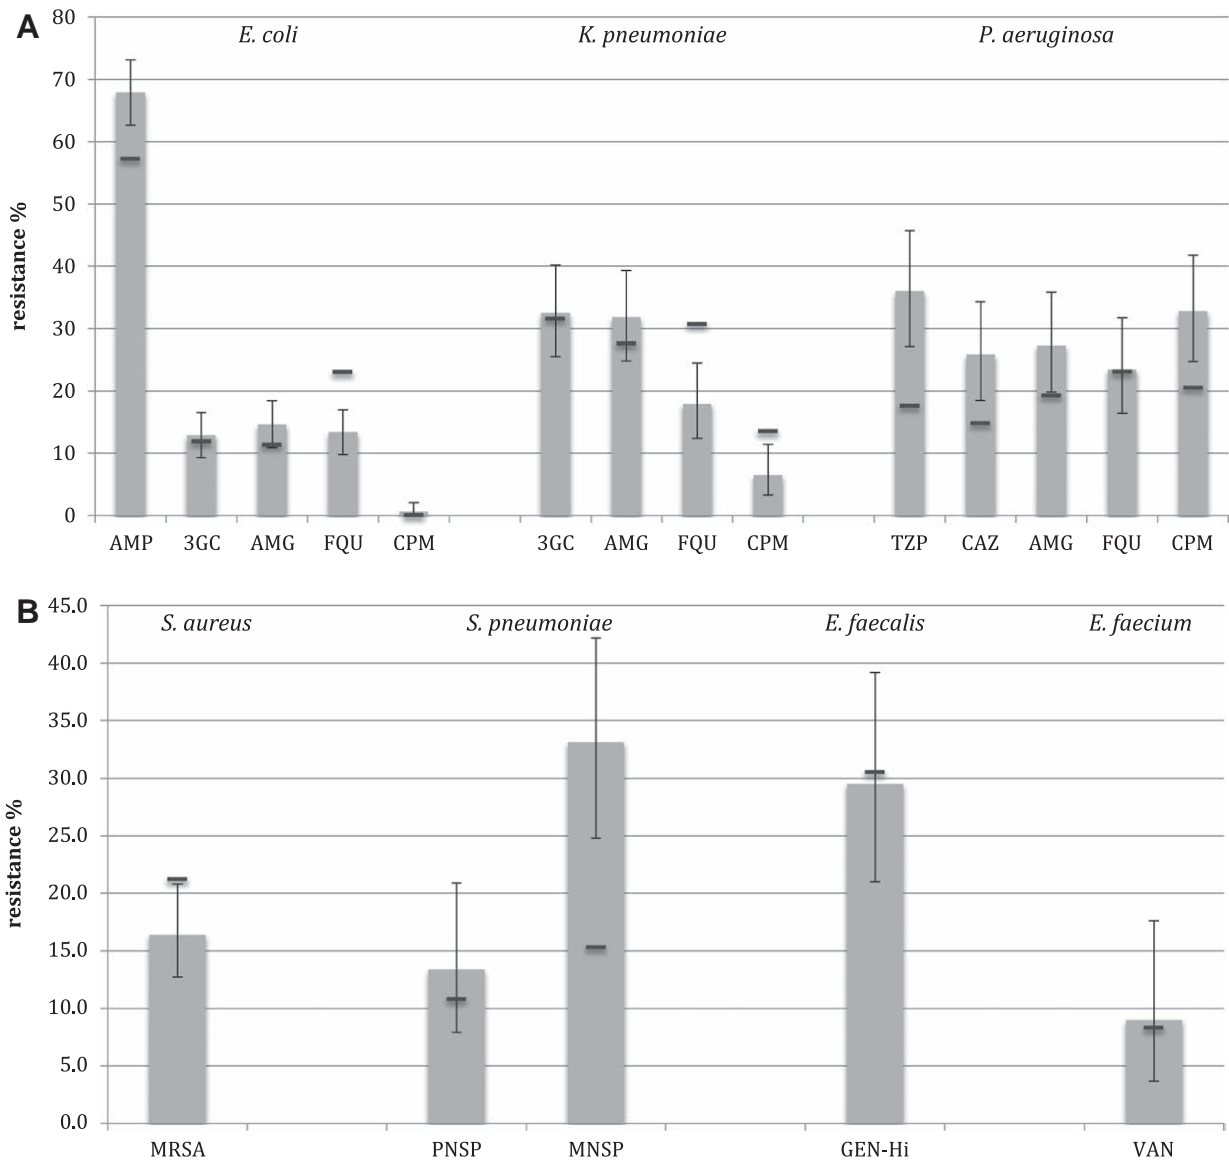 A
80
E. coli K. pneumoniae P. aeruginosa
70
60
50
40
30
20
10
0
resistance %
AMP 3GC AMG FQU CPM 3GC AMG FQU CPM TZP CAZ AMG FQU CPM
B
45.0
S. aureus S. pneumoniae E. faecalis E. faecium
40.0
35.0
30.0
25.0
20.0
15.0
10.0
5.0
0.0
resistance %
MRSA PNSP MNSP GEN-Hi VAN